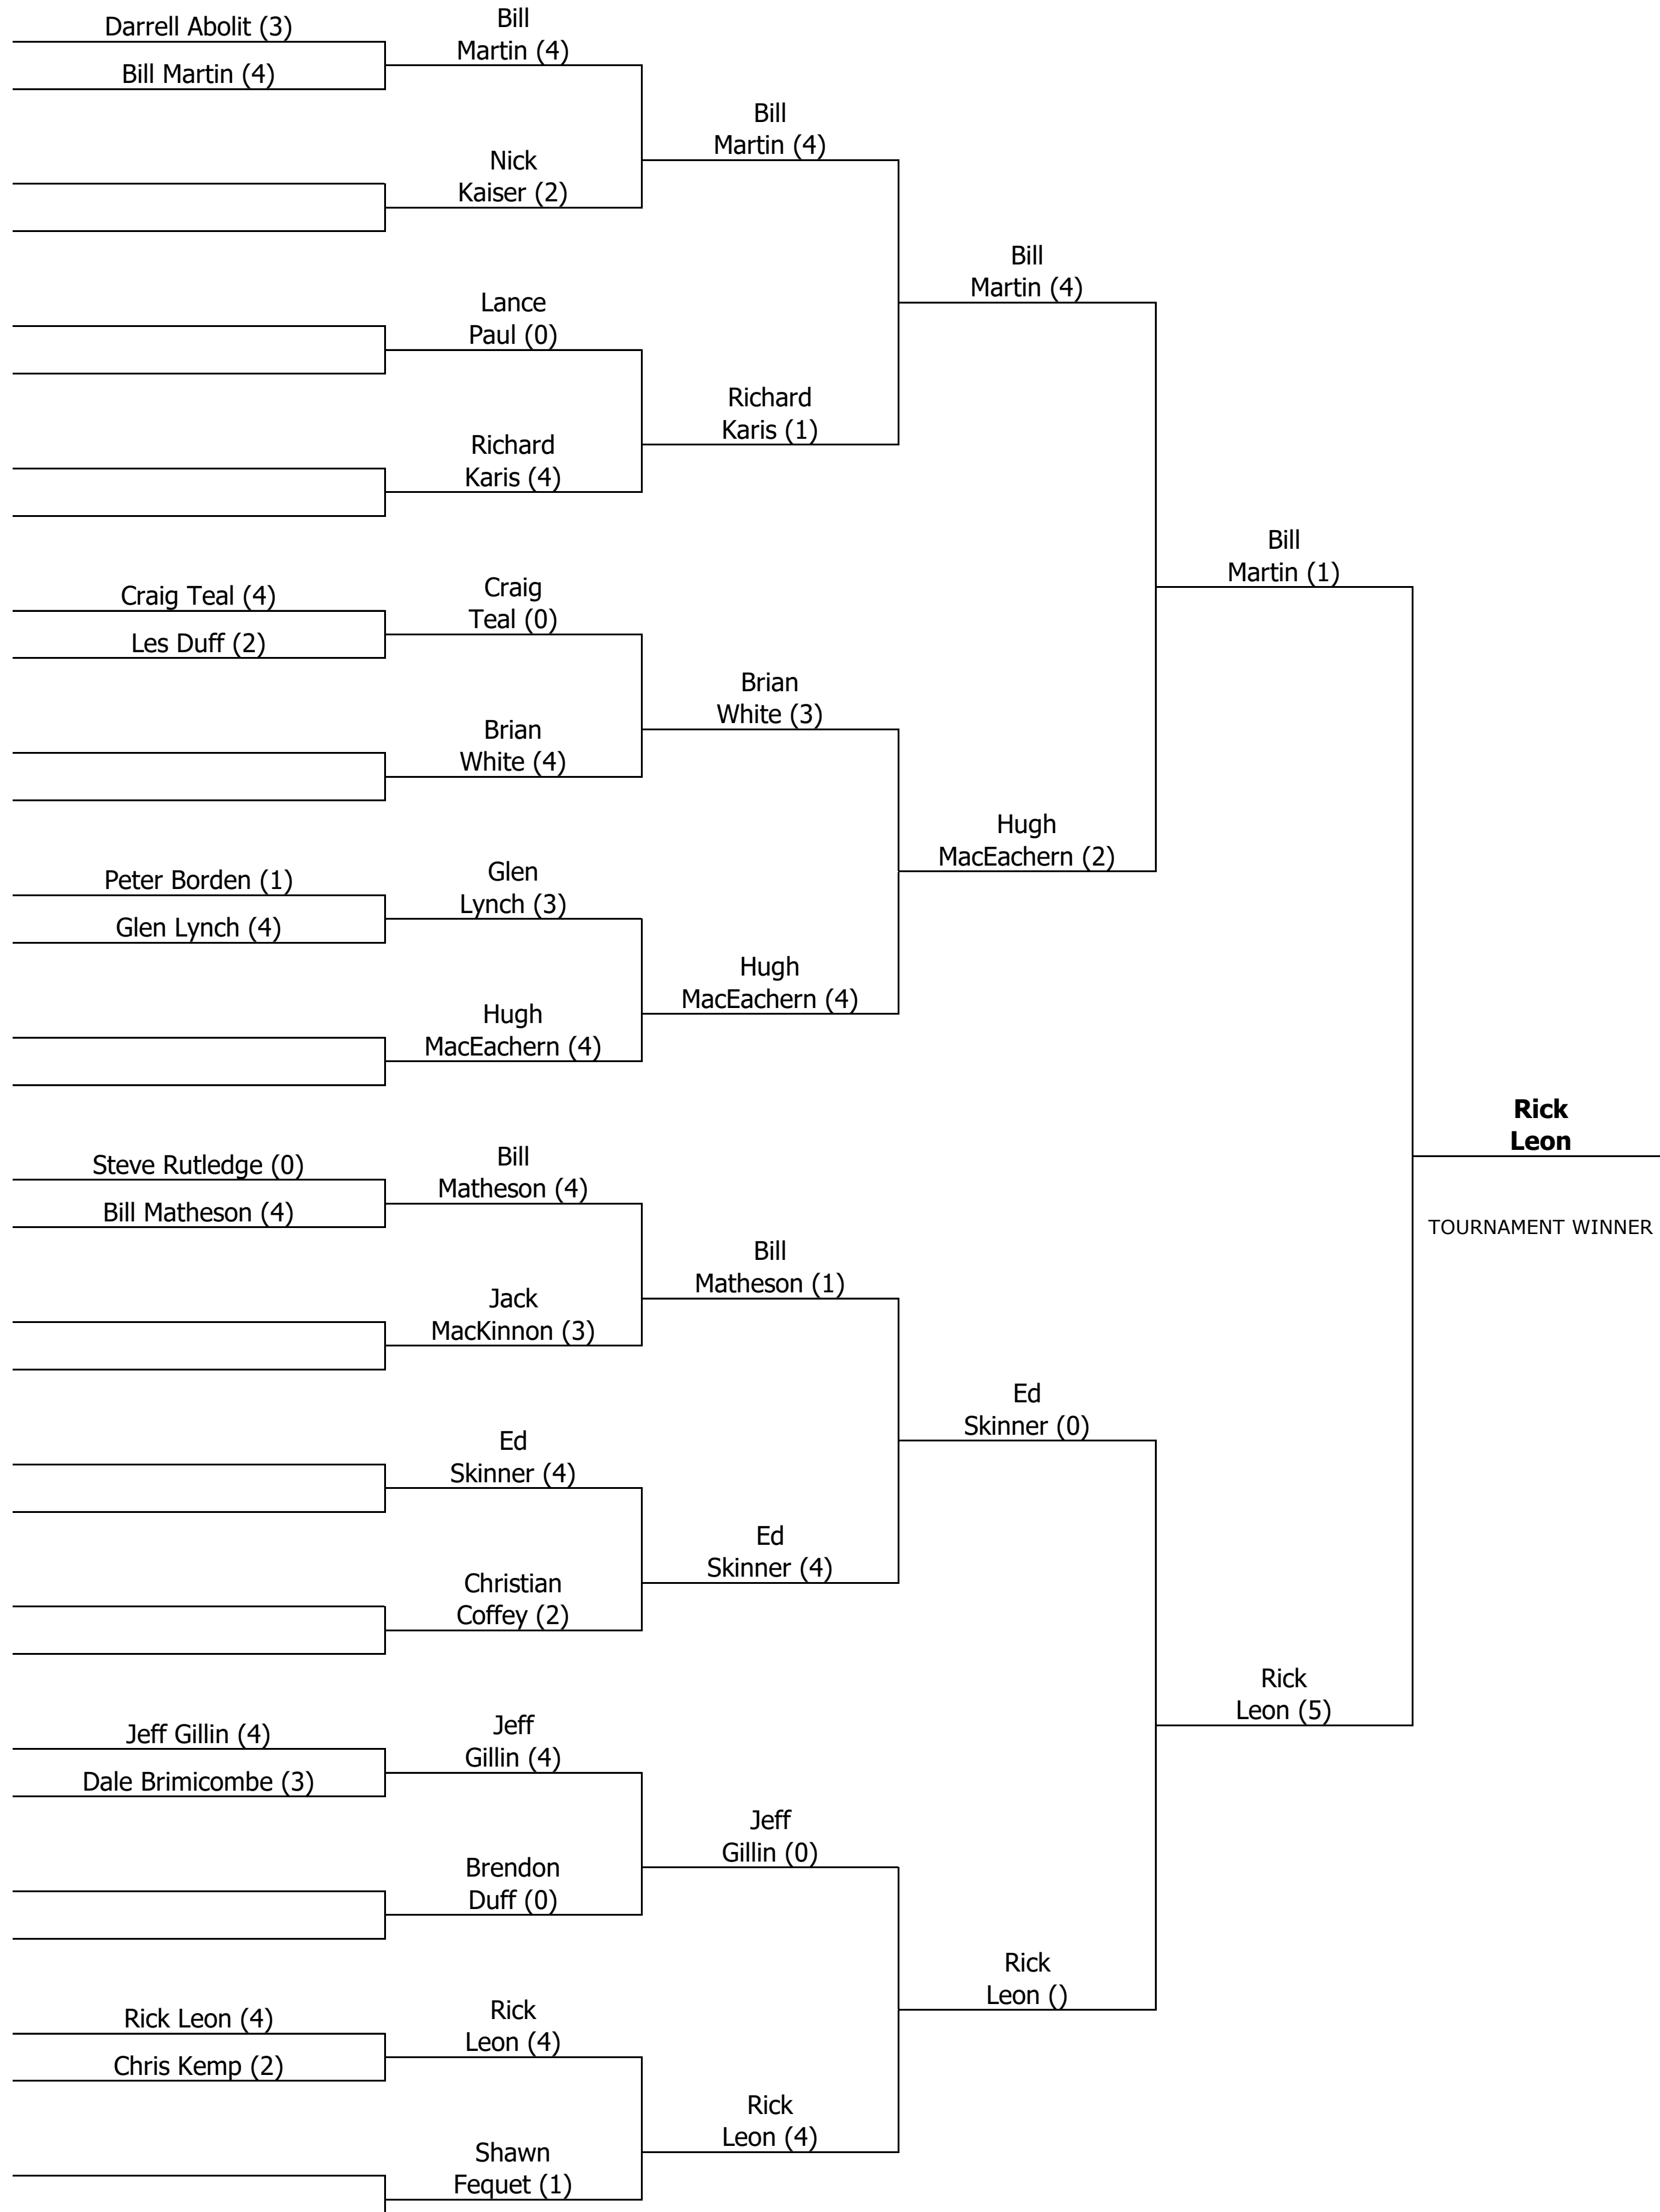 Darrell Abolit (3)
Bill Martin (4)
Craig Teal (4)
Les Duff (2)
Peter Borden (1)
Glen Lynch (4)
Steve Rutledge (0)
Bill Matheson (4)
Jeff Gillin (4)
Dale Brimicombe (3)
Rick Leon (4)
Chris Kemp (2)
Bill
Martin (4)
Nick
Kaiser (2)
Lance
Paul (0)
Richard
Karis (4)
Craig
Teal (0)
Brian
White (4)
Glen
Lynch (3)
Hugh
MacEachern (4)
Bill
Matheson (4)
Jack
MacKinnon (3)
Ed
Skinner (4)
Christian
Coffey (2)
Jeff
Gillin (4)
Brendon
Duff (0)
Rick
Leon (4)
Shawn
Fequet (1)
Bill
Martin (4)
Richard
Karis (1)
Brian
White (3)
Hugh
MacEachern (4)
Bill
Matheson (1)
Ed
Skinner (4)
Jeff
Gillin (0)
Rick
Leon (4)
Bill
Martin (4)
Hugh
MacEachern (2)
Ed
Skinner (0)
Rick
Leon ()
Bill
Martin (1)
Rick
Leon (5)
Rick
Leon
TOURNAMENT WINNER